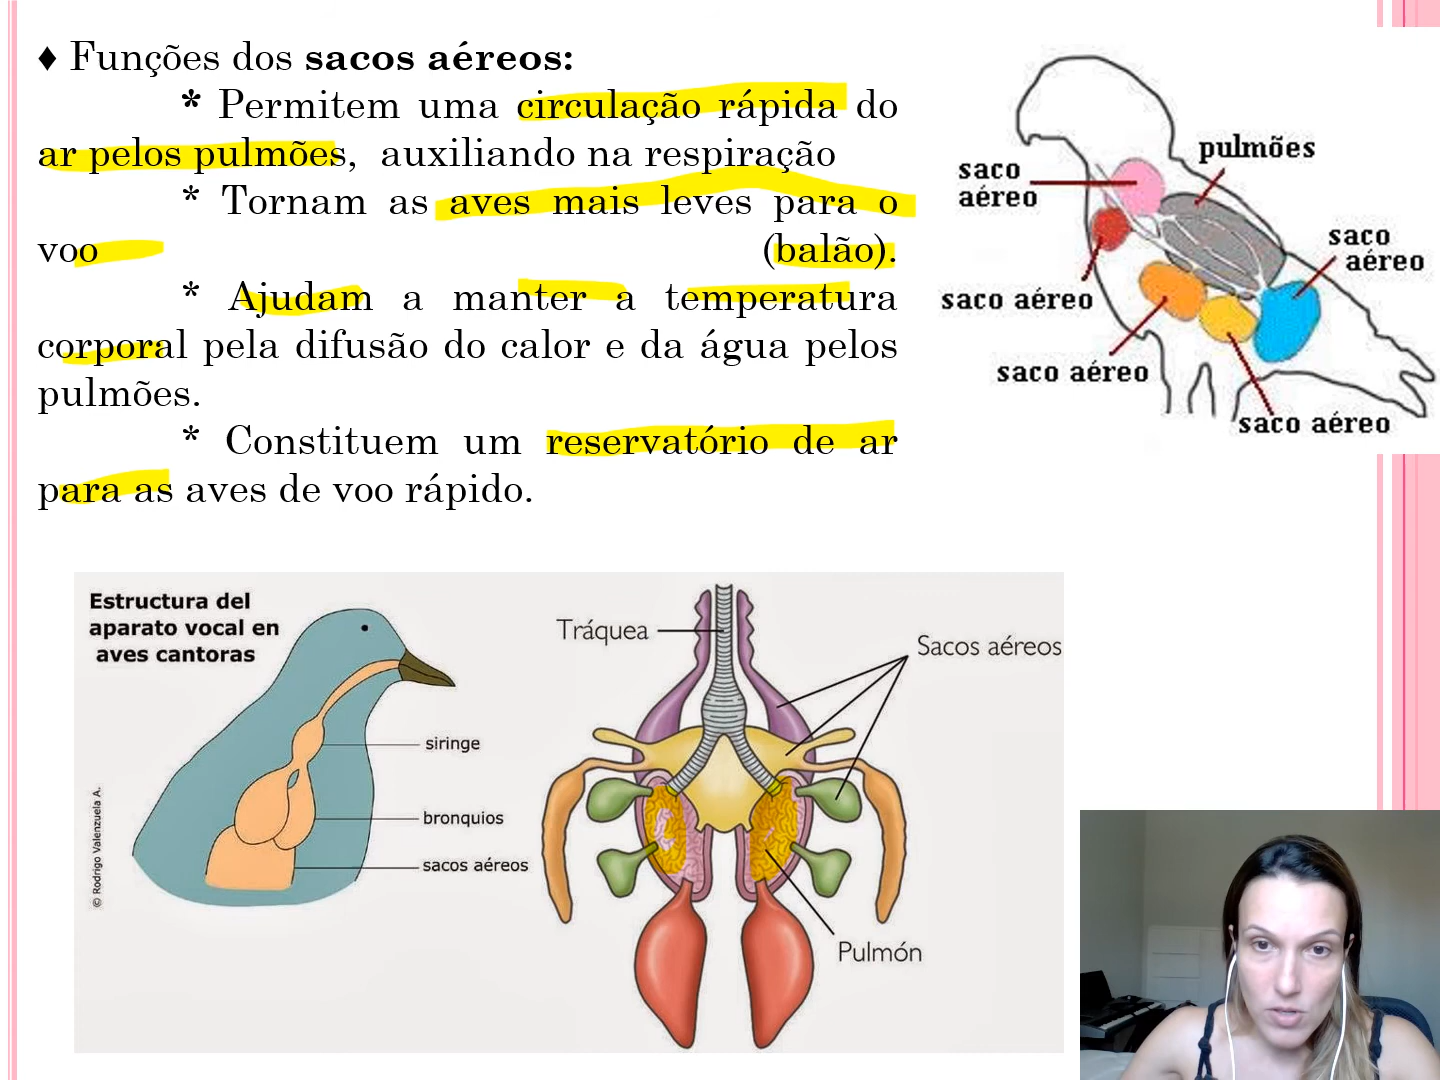 ♦ Funções dos sacos aéreos:
* Permitem uma circulação rápida do
ar pelos pulmões, auxiliando na respiração
* Tornam as aves mais leves para o
voo (balão).
* Ajudam a manter a temperatura
corporal pela difusão do calor e da água pelos
pulmões.
* Constituem um reservatório de ar
para as aves de voo rápido.
pulmões
saco
aéreo
saco
aéreo
saco aéreo
saco aéreo
saco aéreo
Estructura del
aparato vocal en
aves cantoras
siringe
bronquios
sacos aéreos
© Rodrigo Valenzuela A.
Tráquea
Sacos aéreos
Pulmón